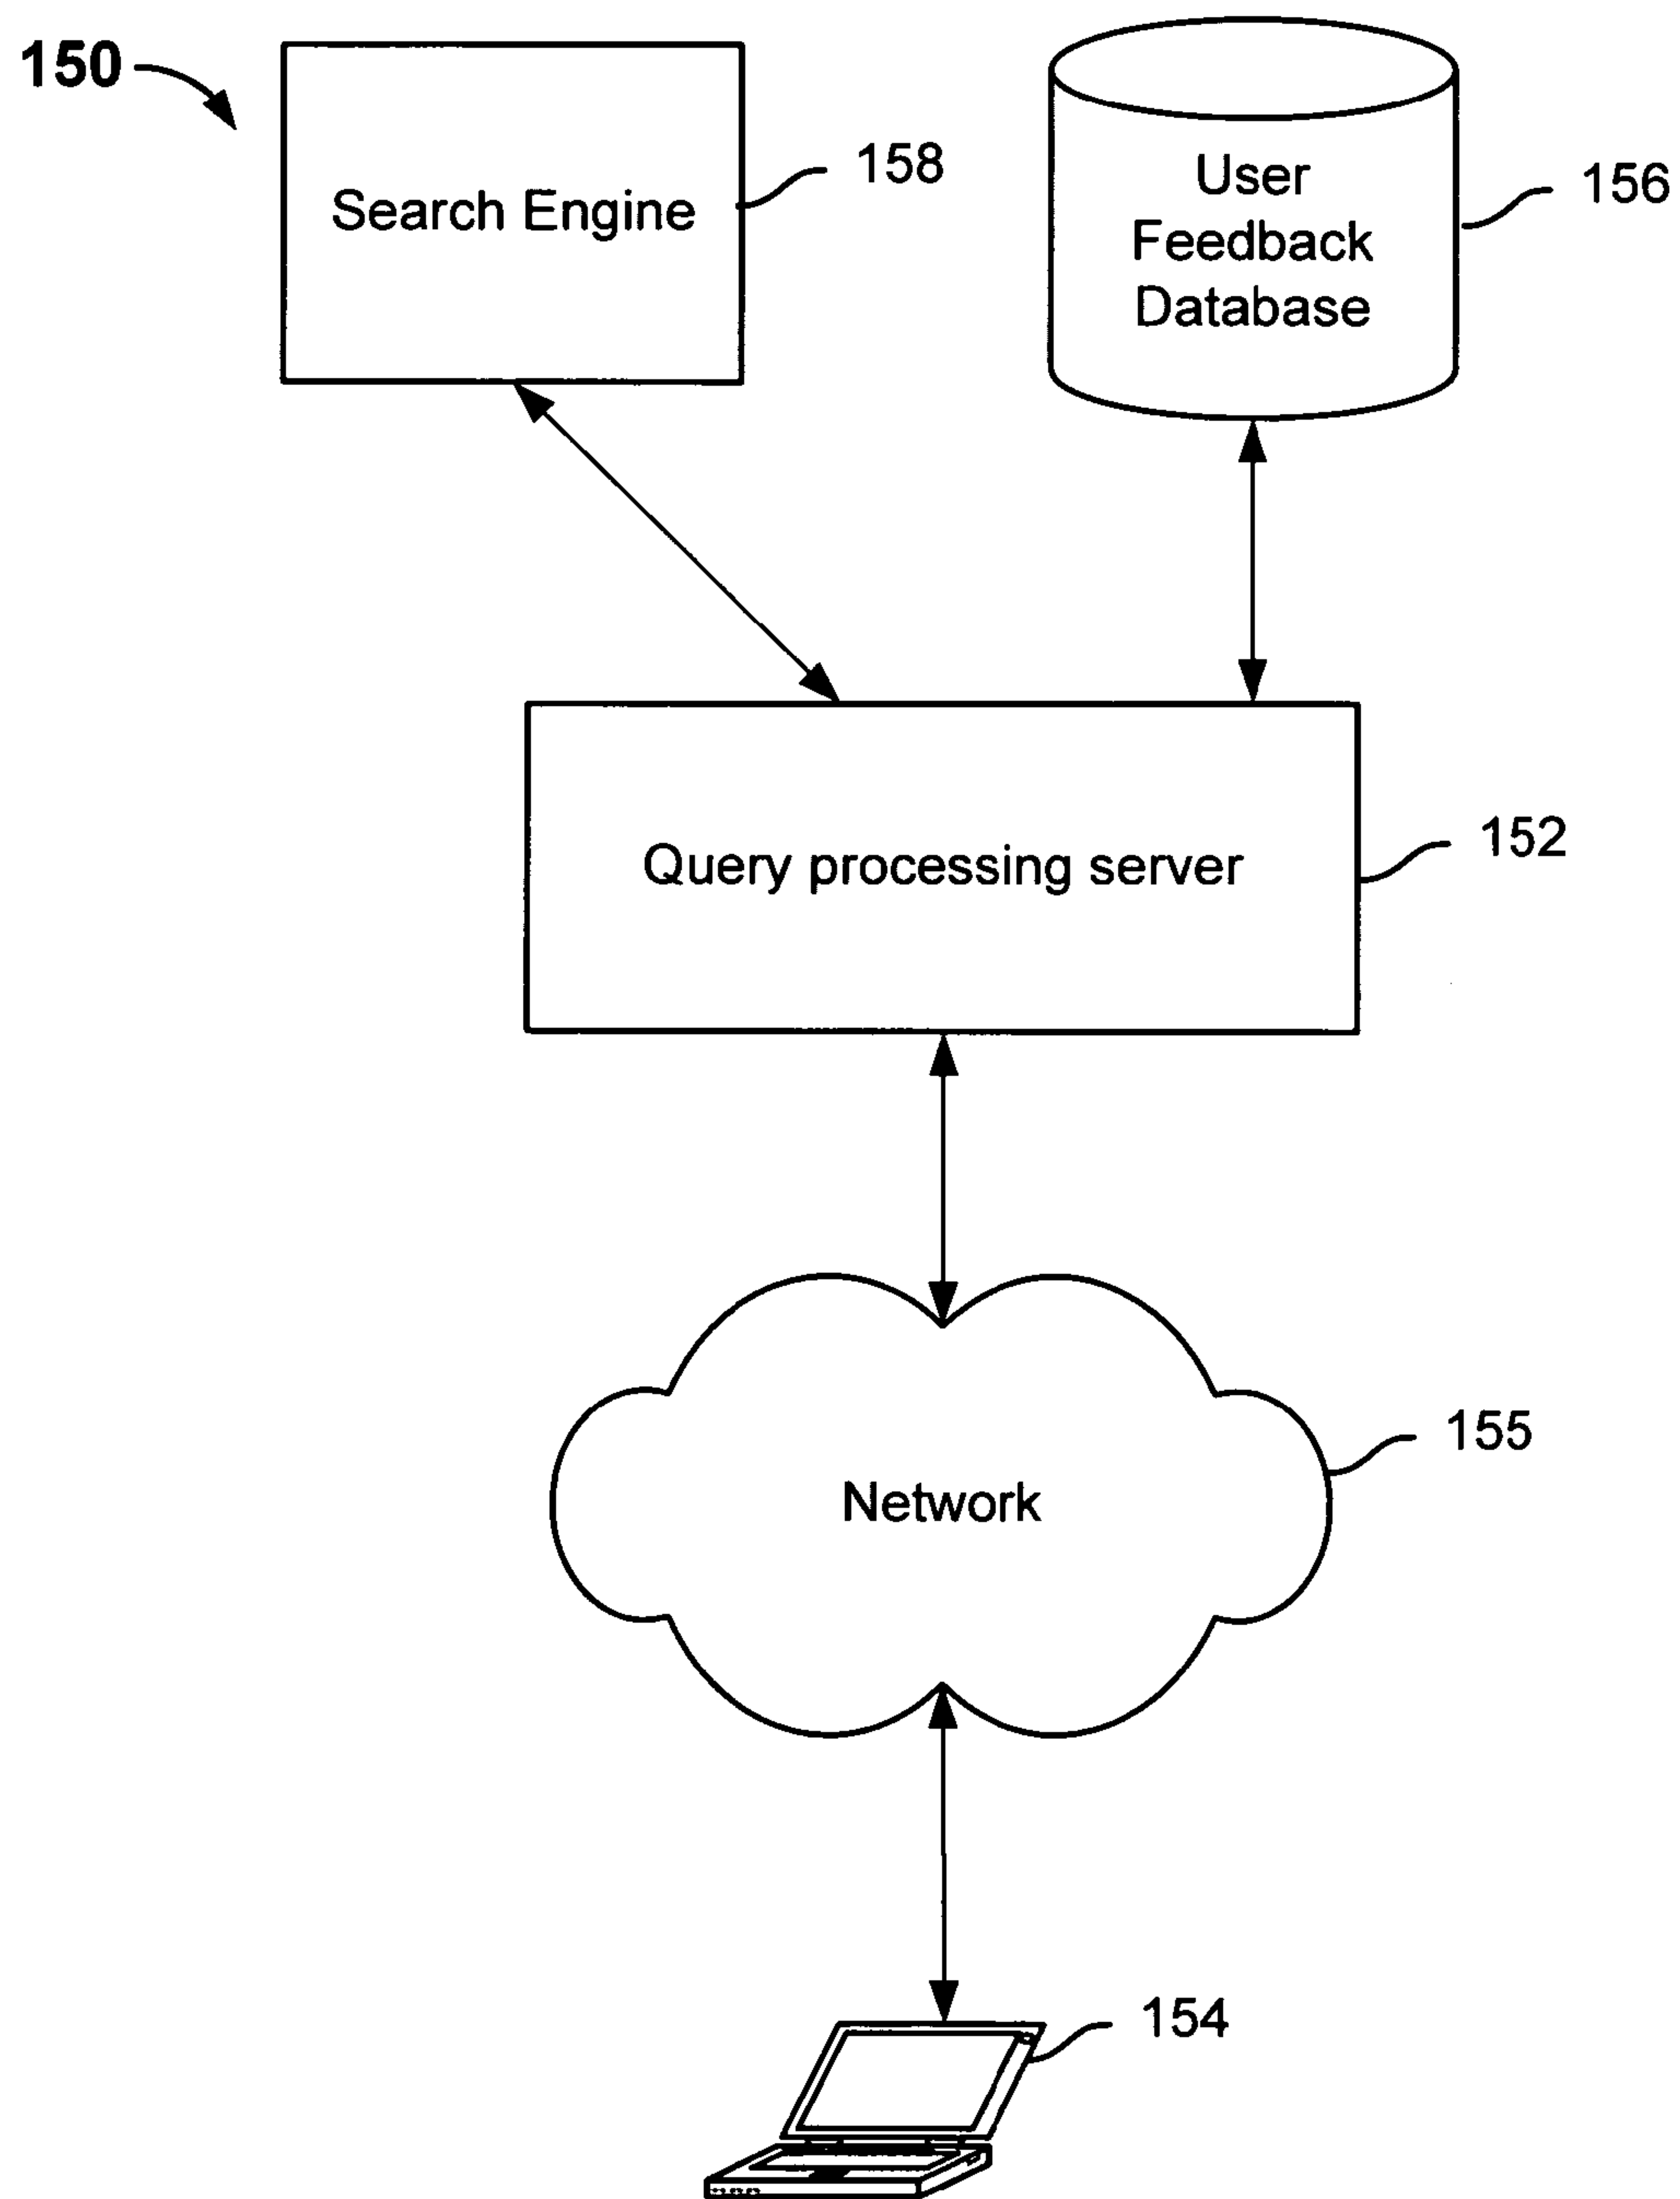 150
Search Engine
158
User
Feedback
Database
156
Query processing server
152
Network
155
154